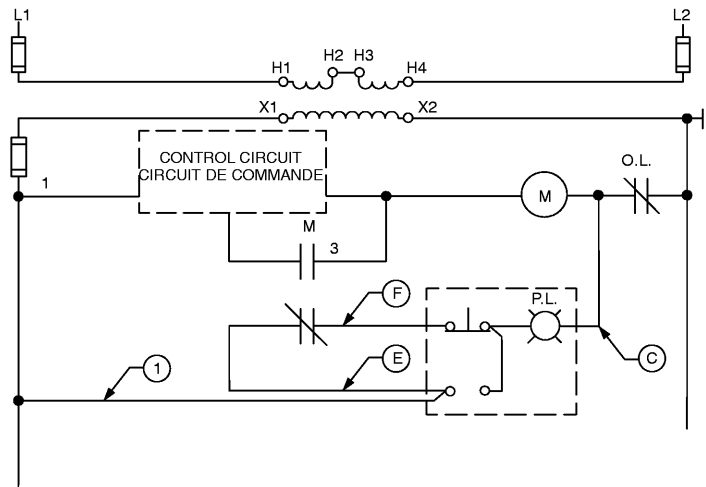 L1
L2
H1 H2 H3 H4
X1 X2
CONTROL CIRCUIT
CIRCUIT DE COMMANDE
1
M
O.L.
M
3
F
P.L.
E
C
1